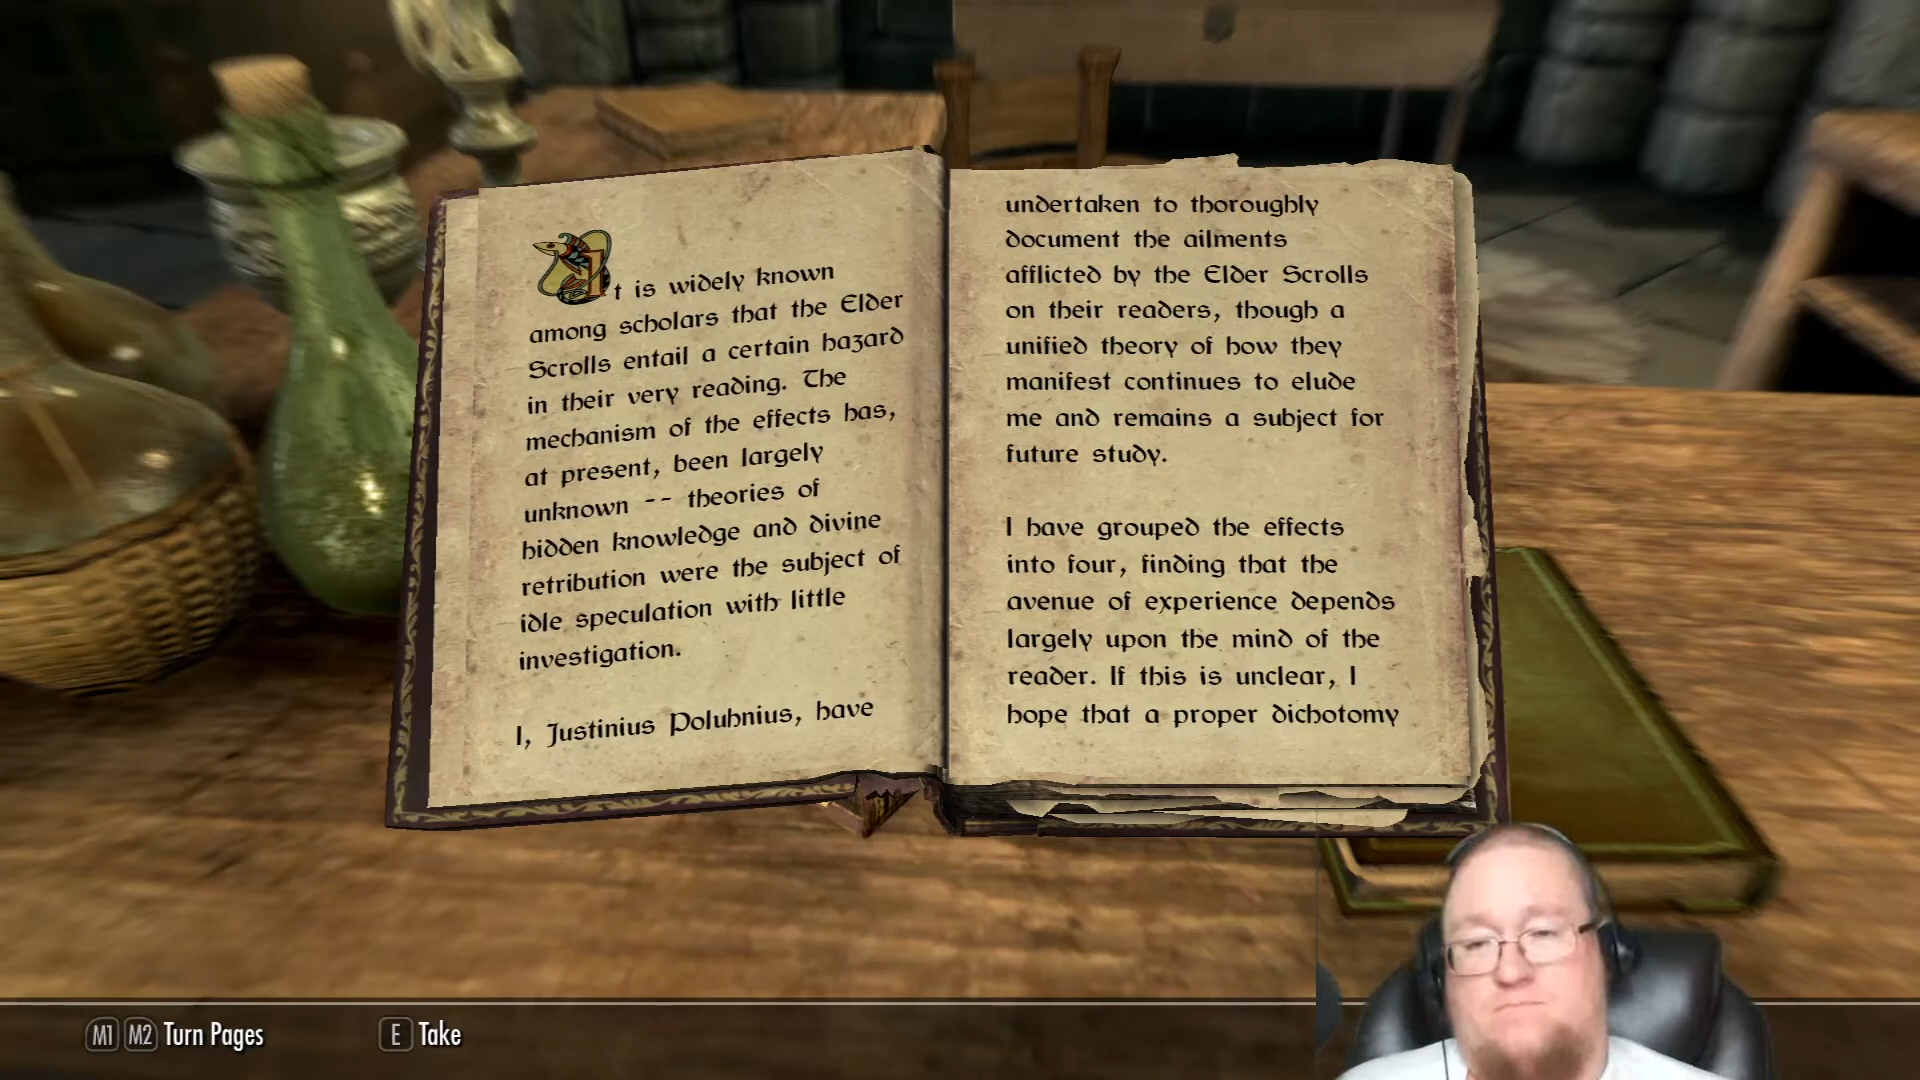 It is widely known
among scholars that the Elder
Scrolls entail a certain hazard
in their very reading. The
mechanism of the effects has,
at present, been largely
unknown -- theories of
hidden knowledge and divine
retribution were the subject of
idle speculation with little
investigation.
I, Justinius Poluhnius, have
undertaken to thoroughly
document the ailments
afflicted by the Elder Scrolls
on their readers, though a
unified theory of how they
manifest continues to elude
me and remains a subject for
future study.
I have grouped the effects
into four, finding that the
avenue of experience depends
largely upon the mind of the
reader. If this is unclear, I
hope that a proper dichotomy
M1 M2 Turn Pages
E Take